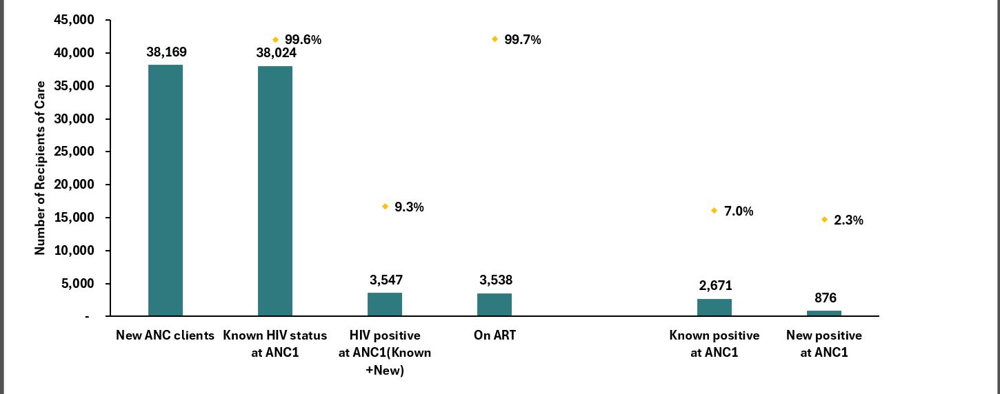 45,000
40,000
35,000
30,000
25,000
20,000
15,000
10,000
5,000
-
Number of Recipients of Care
38,169
99.6%
38,024
9.3%
3,547
99.7%
3,538
7.0%
2,671
2.3%
876
New ANC clients
Known HIV status
at ANC1
HIV positive
at ANC1(Known
+New)
On ART
Known positive
at ANC1
New positive
at ANC1